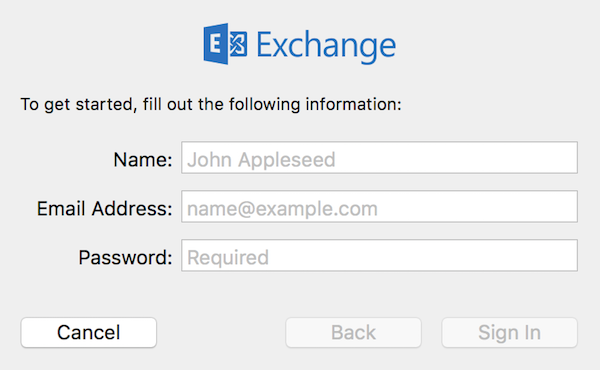 E Exchange
To get started, fill out the following information:
Name: John Appleseed
Email Address: name@example.com
Password: Required
Cancel Back Sign In